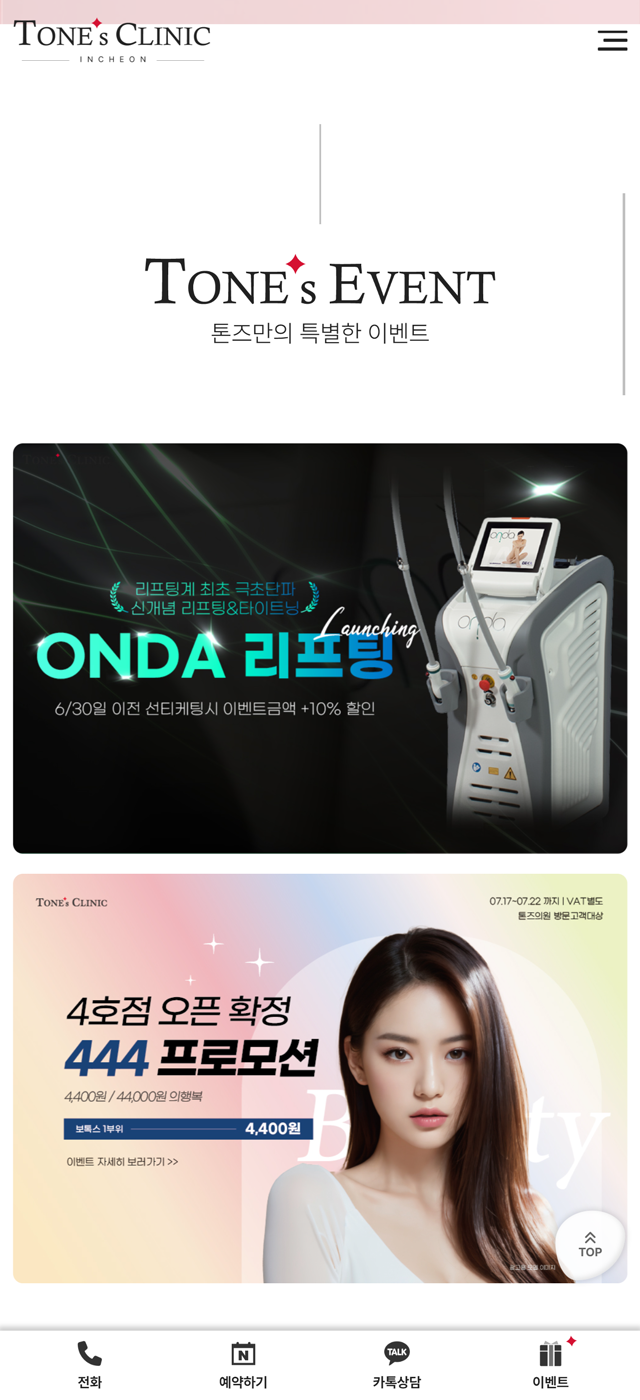 TONE's CLINIC
INCHEON
TONE's EVENT
톤즈만의 특별한 이벤트
리프팅계 최초 극초단파
신개념 리프팅&타이트닝
Launching
ONDA 리프팅
6/30일 이전 선티케팅시 이벤트금액 +10% 할인
onda
onda
TONE's CLINIC
07.17~07.22 까지 | VAT별도
톤즈의원 방문고객대상
4호점 오픈 확정
444 프로모션
4,400원 / 44,000원 의행복
보톡스 1부위 4,400원
이벤트 자세히 보러가기 >>
TOP
TALK
N
전화
예약하기
카톡상담
이벤트